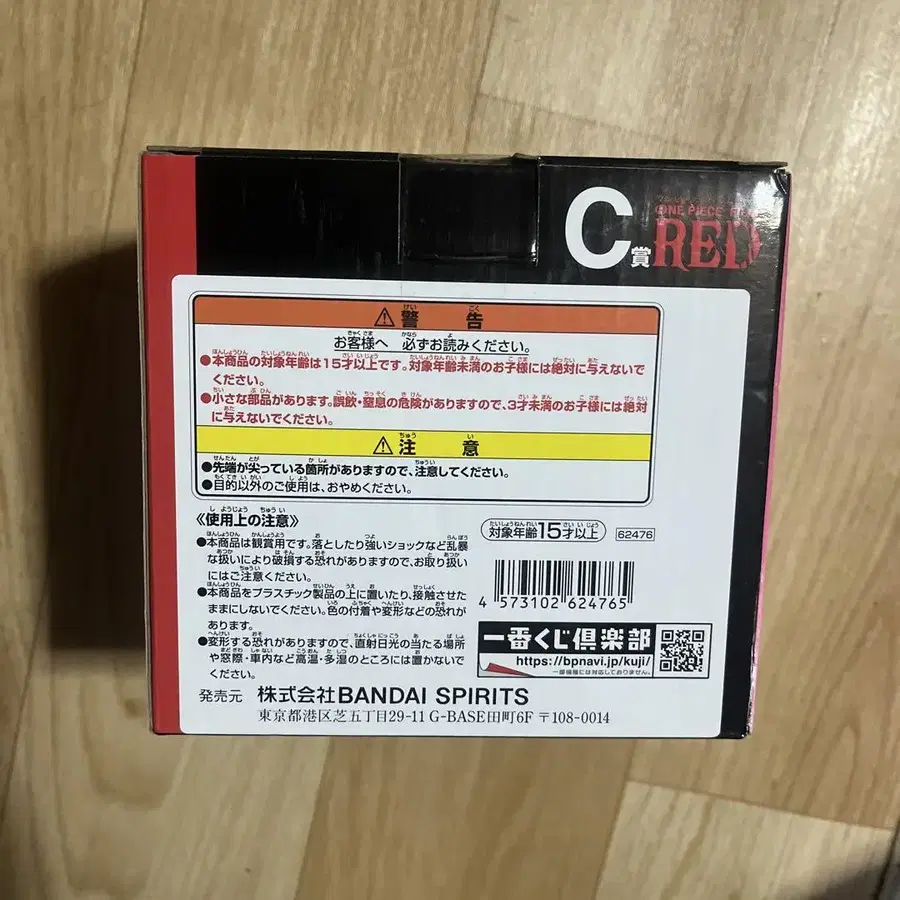 C賞
ONE PIECE FILM
RED
警告
お客様へ 必ずお読みください。
●本商品の対象年齢は15才以上です。対象年齢未満のお子様には絶対に与えないで
ください。
●小さな部品があります。誤飲・窒息の危険がありますので、3才未満のお子様には絶対
に与えないでください。
注意
●先端が尖っている箇所がありますので、注意してください。
●目的以外のご使用は、おやめください。
《使用上の注意》
●本商品は観賞用です。落としたり強いショックなど乱暴
な扱いにより破損する恐れがありますので、お取り扱い
にはご注意ください。
●本商品をプラスチック製品の上に置いたり、接触させた
ままにしないでください。色の付着や変形などの恐れが
あります。
●変形する恐れがありますので、直射日光の当たる場所
や窓際・車内など高温・多湿のところには置かないで
ください。
対象年齢15才以上
62476
4 573102 624765
一番くじ倶楽部
https://bpnavi.jp/kuji/
一部機種には対応しておりません。
発売元 株式会社BANDAI SPIRITS
東京都港区芝五丁目29-11 G-BASE田町6F 〒108-0014